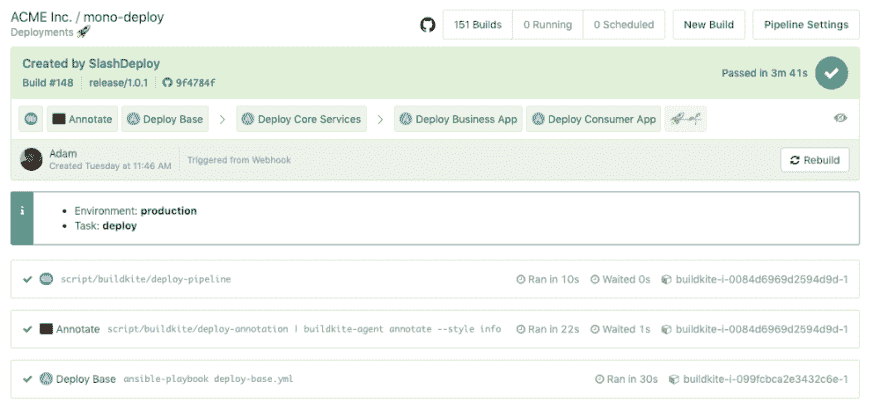 ACME Inc. / mono-deploy
Deployments
151 Builds 0 Running 0 Scheduled New Build Pipeline Settings
Created by SlashDeploy
Build #148 release/1.0.1 9f4784f
Passed in 3m 41s
Annotate Deploy Base Deploy Core Services Deploy Business App Deploy Consumer App
Adam
Created Tuesday at 11:46 AM
Triggered from Webhook
Rebuild
Environment: production
Task: deploy
script/buildkite/deploy-pipeline Ran in 10s Waited 0s buildkite-i-0084d6969d2594d9d-1
Annotate script/buildkite/deploy-annotation | buildkite-agent annotate --style info Ran in 22s Waited 1s buildkite-i-0084d6969d2594d9d-1
Deploy Base ansible-playbook deploy-base.yml Ran in 30s buildkite-i-099fcbca2e3432c6e-1